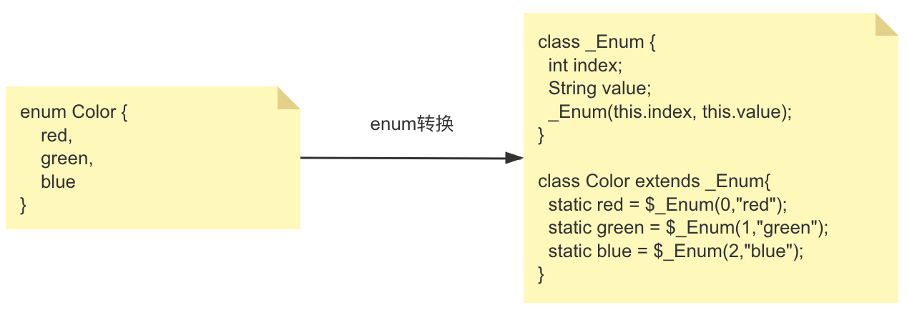 enum Color {
red,
green,
blue
}
enum转换
class _Enum {
int index;
String value;
_Enum(this.index, this.value);
}
class Color extends _Enum{
static red = $_Enum(0,"red");
static green = $_Enum(1,"green");
static blue = $_Enum(2,"blue");
}